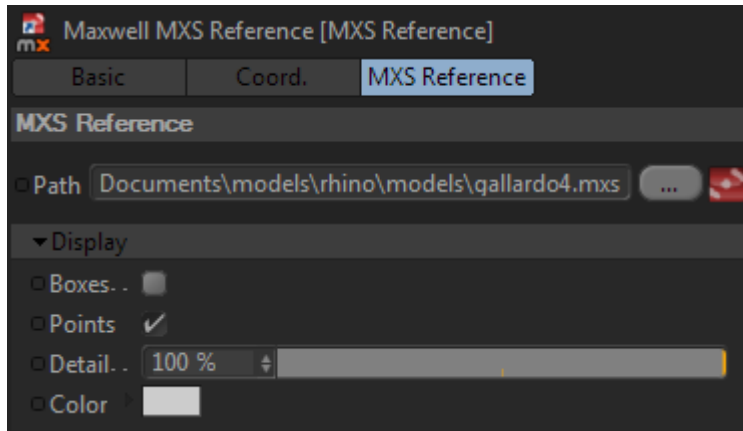 mx Maxwell MXS Reference [MXS Reference]
Basic Coord. MXS Reference
MXS Reference
Path Documents\models\rhino\models\gallardo4.mxs ...
Display
Boxes. .
Points
Detail. . 100 %
Color